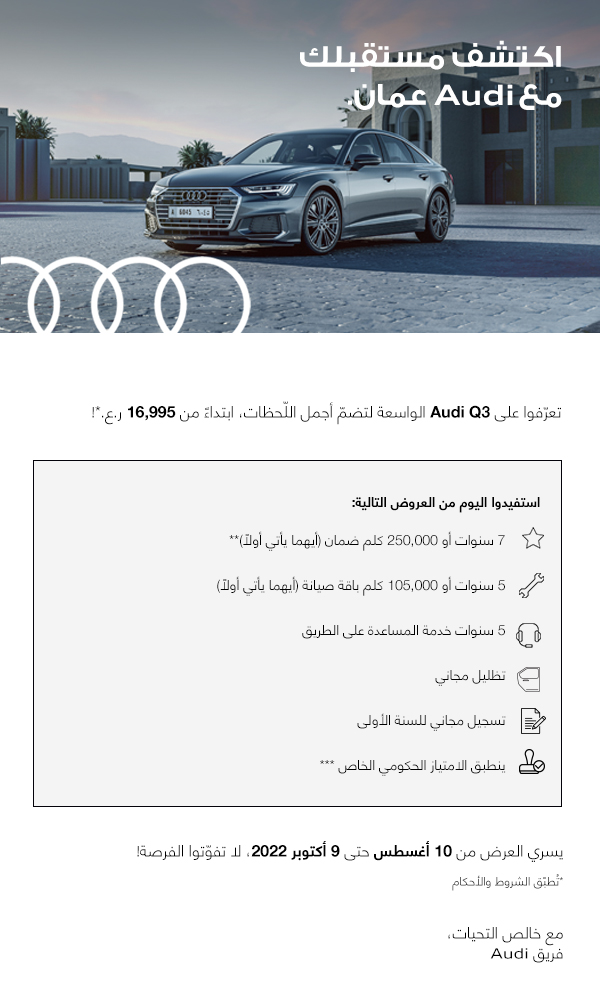 اكتشف مستقبلك
مع Audi عمان.
A 6045 ٦٠٤٥
تعرّفوا على Audi Q3 الواسعة لتضمّ أجمل اللّحظات، ابتداءً من 16,995 ر.ع.*!
استفيدوا اليوم من العروض التالية:
7 سنوات أو 250,000 كلم ضمان (أيهما يأتي أولاً)**
5 سنوات أو 105,000 كلم باقة صيانة (أيهما يأتي أولاً)
5 سنوات خدمة المساعدة على الطريق
تظليل مجاني
تسجيل مجاني للسنة الأولى
ينطبق الامتياز الحكومي الخاص ***
يسري العرض من 10 أغسطس حتى 9 أكتوبر 2022، لا تفوّتوا الفرصة!
*تُطبّق الشروط والأحكام
مع خالص التحيات،
فريق Audi